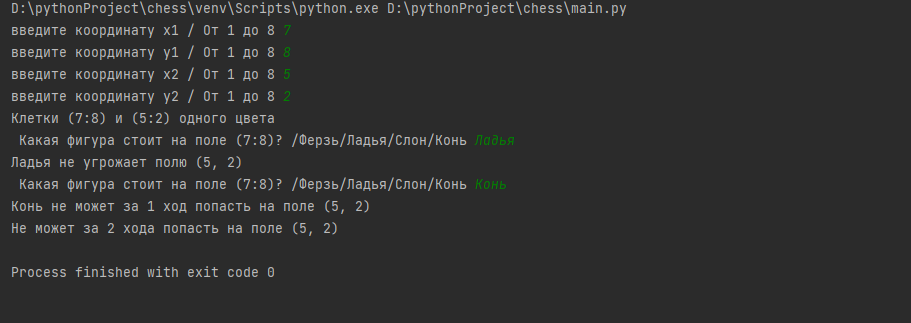 D:\pythonProject\chess\venv\Scripts\python.exe D:\pythonProject\chess\main.py
введите координату x1 / От 1 до 8 7
введите координату y1 / От 1 до 8 8
введите координату x2 / От 1 до 8 5
введите координату y2 / От 1 до 8 2
Клетки (7:8) и (5:2) одного цвета
Какая фигура стоит на поле (7:8)? /Ферзь/Ладья/Слон/Конь Ладья
Ладья не угрожает полю (5, 2)
Какая фигура стоит на поле (7:8)? /Ферзь/Ладья/Слон/Конь Конь
Конь не может за 1 ход попасть на поле (5, 2)
Не может за 2 хода попасть на поле (5, 2)
Process finished with exit code 0